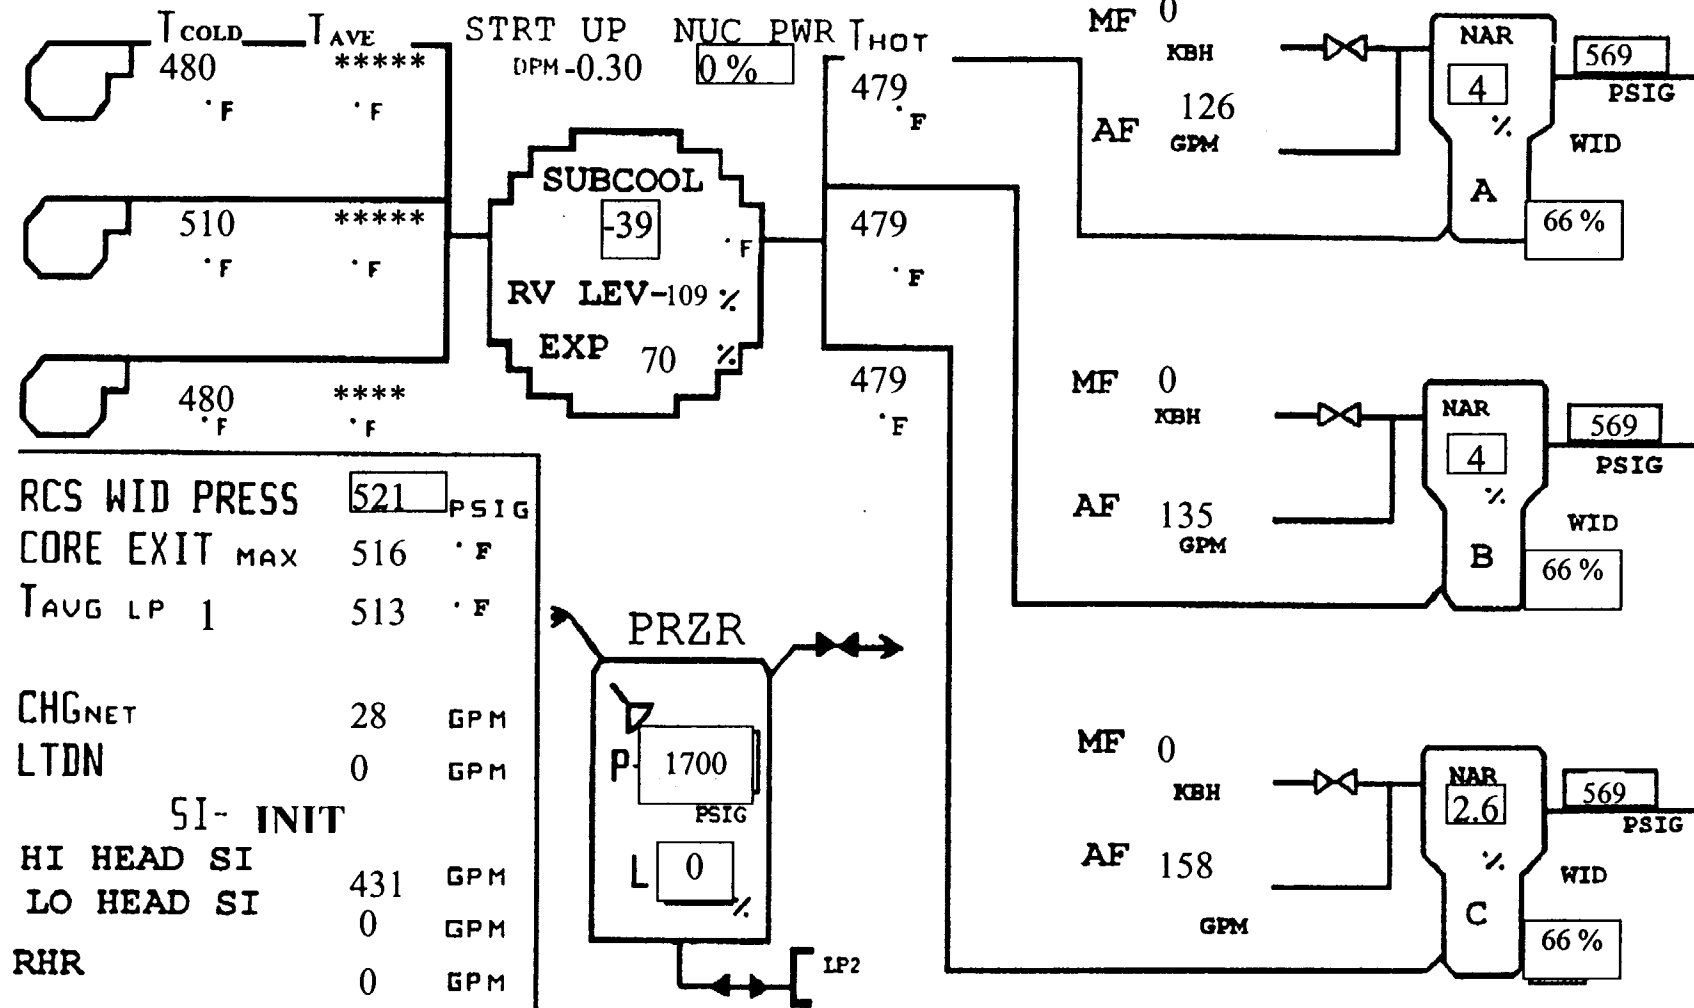 TCOLD TAVE STRT UP NUC PWR THOT
480 ***** DPM -0.30 0 % 479
°F °F °F
510 ***** 479
°F °F °F
480 **** 479
°F °F °F
SUBCOOL
-39
°F
RV LEV -109 %
EXP 70 %
RCS WID PRESS 521 PSIG
CORE EXIT MAX 516 °F
TAVG LP 1 513 °F
CHGNET 28 GPM
LTDN 0 GPM
SI- INIT
HI HEAD SI 431 GPM
LO HEAD SI 0 GPM
RHR 0 GPM
PRZR
P 1700
PSIG
L 0
%
LP2
MF 0
KBH
AF 126
GPM
NAR
4
%
A
569
PSIG
WID
66 %
MF 0
KBH
AF 135
GPM
NAR
4
%
B
569
PSIG
WID
66 %
MF 0
KBH
AF 158
GPM
NAR
2.6
%
C
569
PSIG
WID
66 %